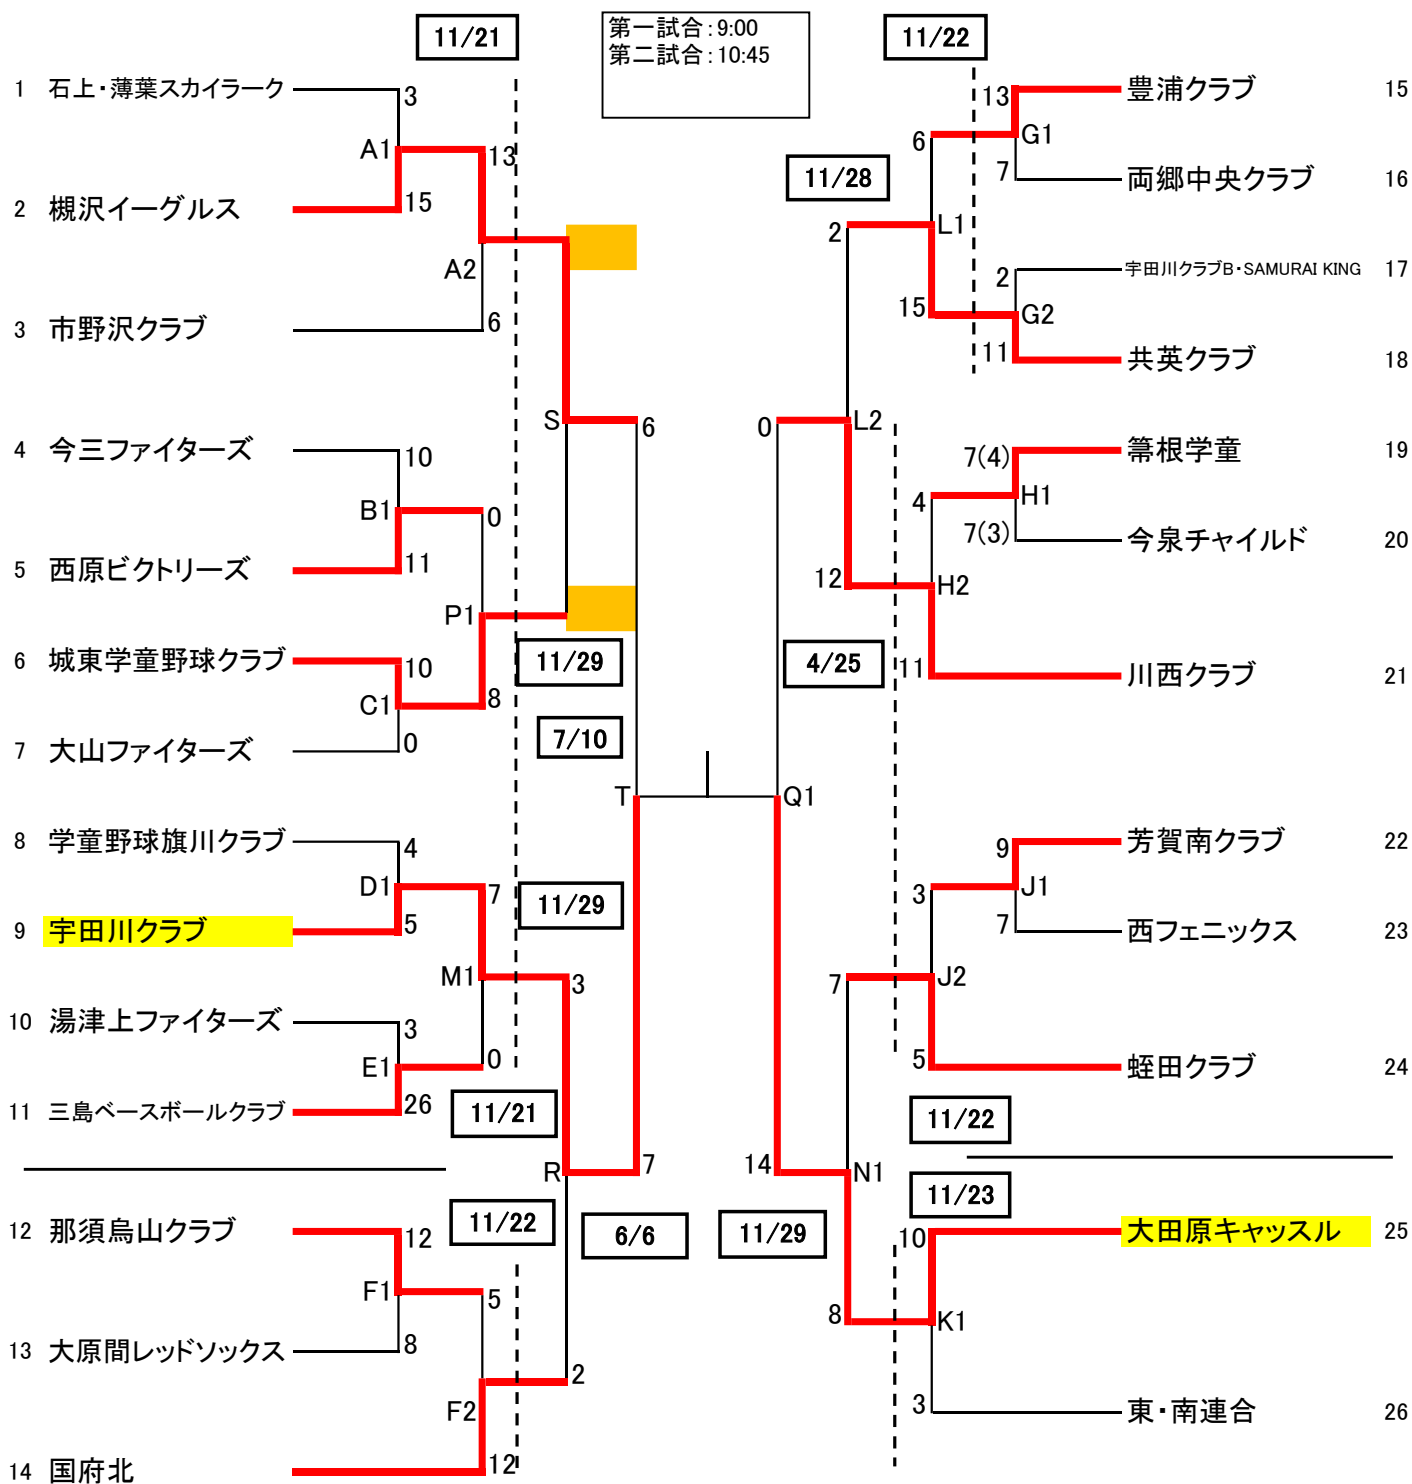 11/21
第一試合：9:00
第二試合：10:45
11/22
1 石上・薄葉スカイラーク
3
A1
13
2 槻沢イーグルス
15
A2
3 市野沢クラブ
6
4 今三ファイターズ
10
S
6
B1
0
5 西原ビクトリーズ
11
P1
6 城東学童野球クラブ
10
11/29
C1
8
7 大山ファイターズ
0
7/10
T
8 学童野球旗川クラブ
4
D1
7
11/29
9 宇田川クラブ
5
M1
3
10 湯津上ファイターズ
3
E1
0
11 三島ベースボールクラブ
26
11/21
R
7
12 那須烏山クラブ
12
11/22
6/6
F1
5
13 大原間レッドソックス
8
2
F2
14 国府北
12
13
豊浦クラブ 15
6
G1
11/28
7
両郷中央クラブ 16
2
L1
2
宇田川クラブB・SAMURAI KING 17
15
G2
11
共英クラブ 18
0
L2
7(4)
箒根学童 19
4
H1
7(3)
今泉チャイルド 20
12
H2
4/25
11
川西クラブ 21
Q1
9
芳賀南クラブ 22
3
J1
7
西フェニックス 23
7
J2
5
蛭田クラブ 24
11/22
14
N1
11/23
11/29
10
大田原キャッスル 25
8
K1
3
東・南連合 26